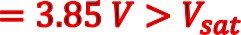 = 3.85 V > V_sat